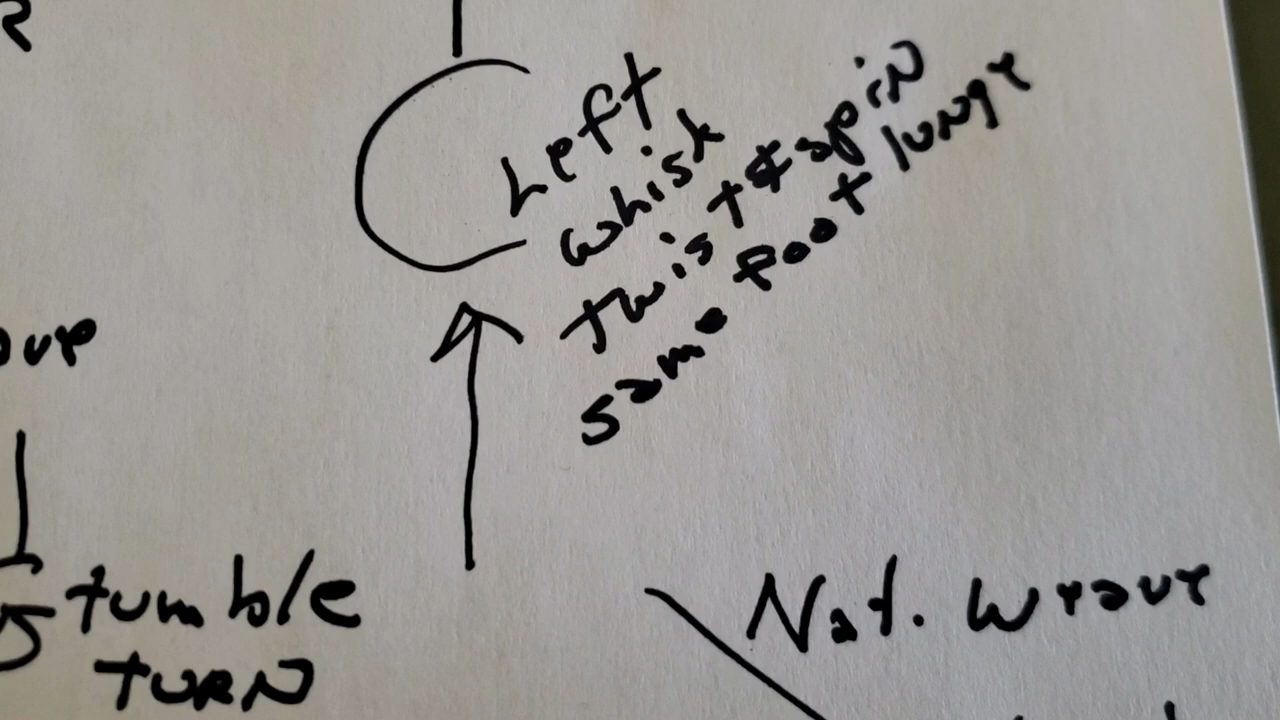 Left
whisk
twist & spin
same foot lunge
tumble
TURN
Nat. weave